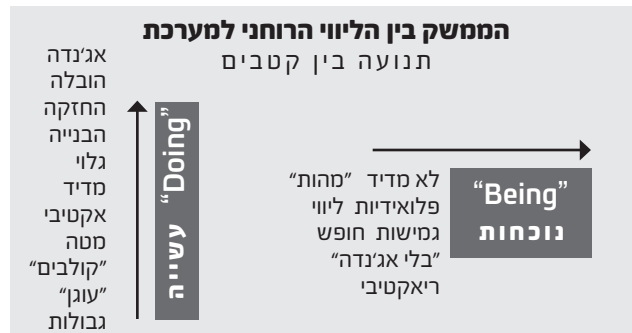 הממשק בין הליווי הרוחני למערכת
תנועה בין קטבים
"Being"
נוכחות
לא מדיד "מהות"
פלואידיות ליווי
גמישות חופש
"בלי אג'נדה"
ריאקטיבי
עשייה "Doing"
אג'נדה
הובלה
החזקה
הבנייה
גלוי
מדיד
אקטיבי
מטה
"קולבים"
"עוגן"
גבולות